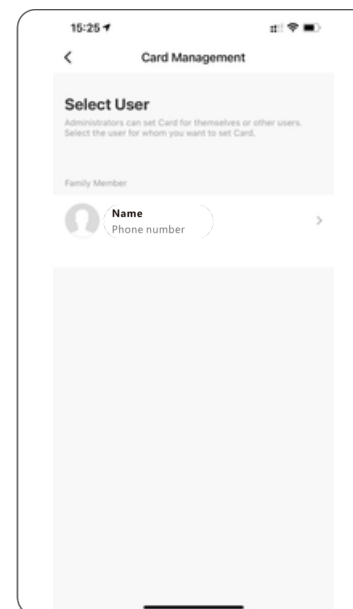 15:25
Card Management
Select User
Administrators can set Card for themselves or other users.
Select the user for whom you want to set Card.
Family Member
Name
Phone number